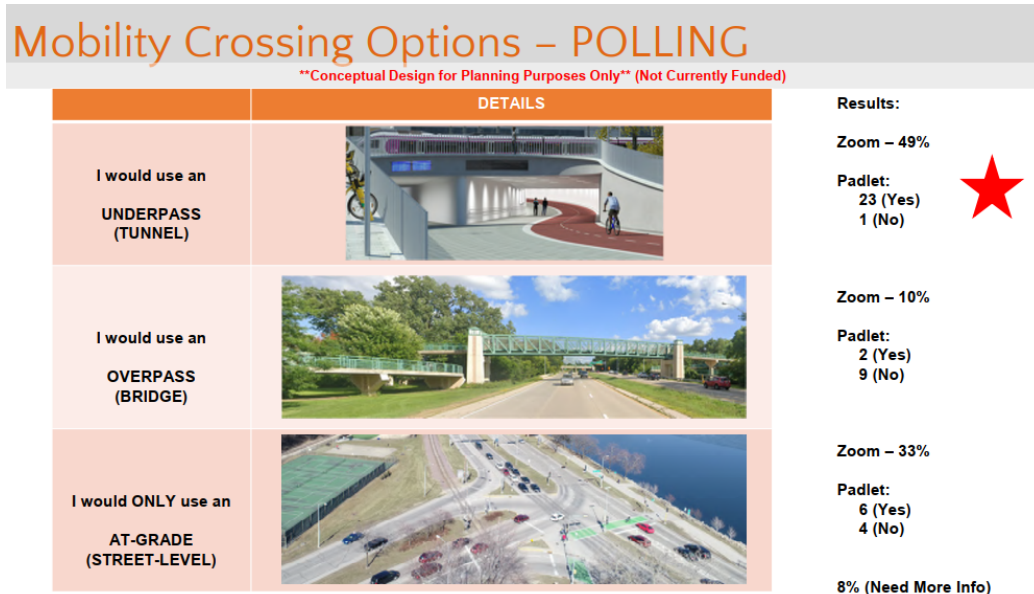 Mobility Crossing Options – POLLING
**Conceptual Design for Planning Purposes Only** (Not Currently Funded)
DETAILS
I would use an
UNDERPASS
(TUNNEL)
I would use an
OVERPASS
(BRIDGE)
I would ONLY use an
AT-GRADE
(STREET-LEVEL)
Results:
Zoom – 49%
Padlet:
23 (Yes)
1 (No)
Zoom – 10%
Padlet:
2 (Yes)
9 (No)
Zoom – 33%
Padlet:
6 (Yes)
4 (No)
8% (Need More Info)